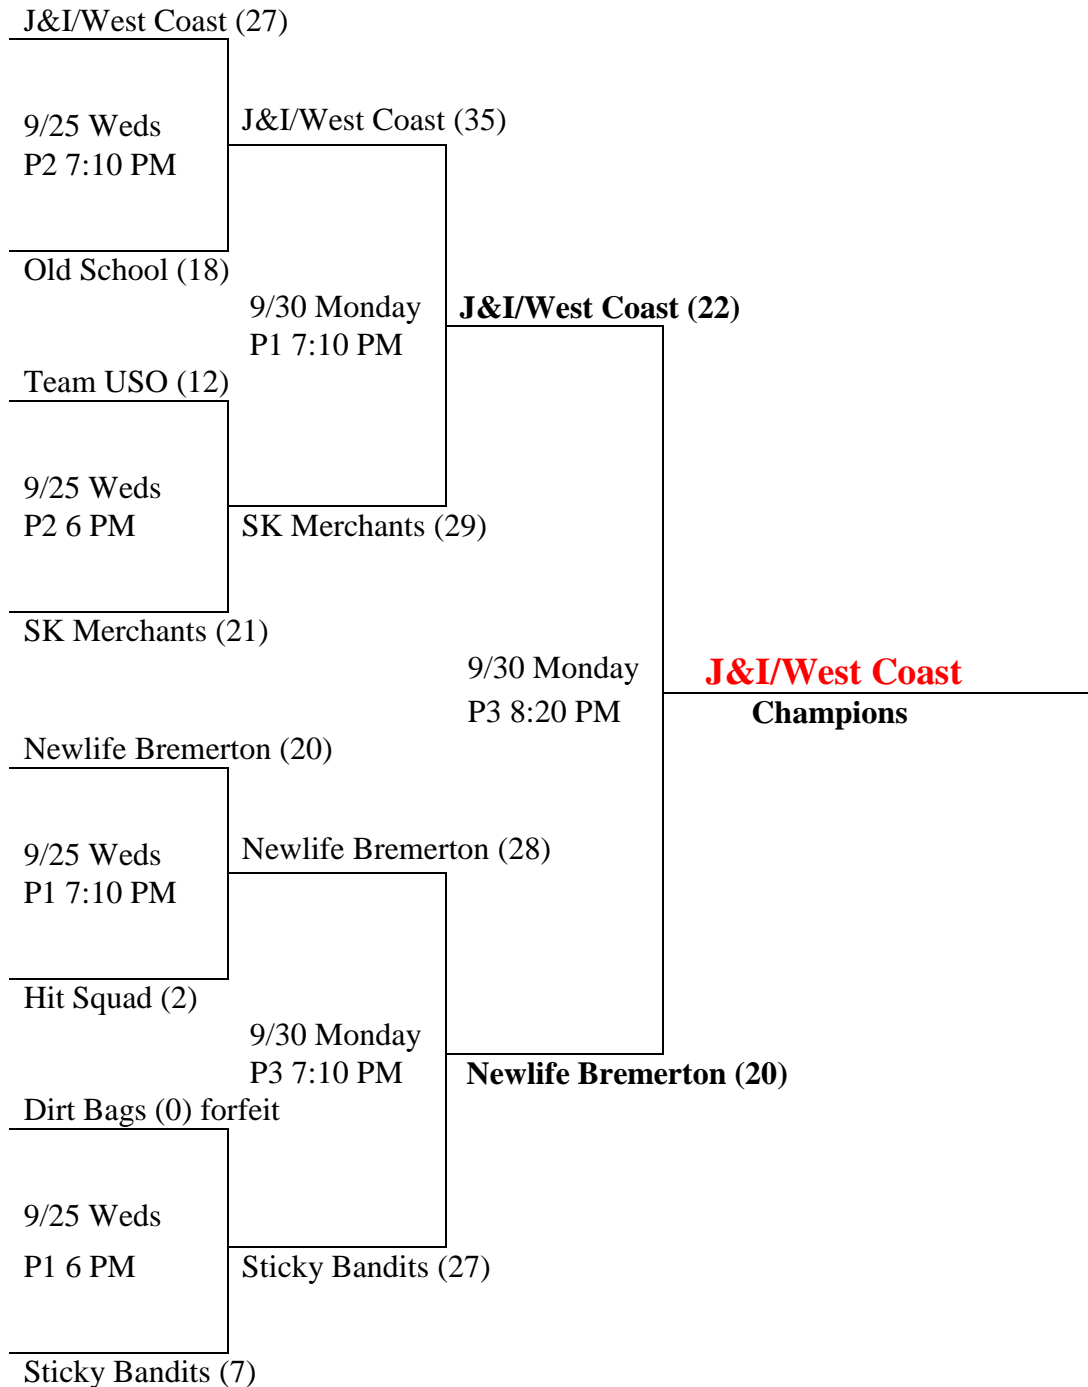 J&I/West Coast (27)
9/25 Weds
P2 7:10 PM
J&I/West Coast (35)
Old School (18)
9/30 Monday
P1 7:10 PM
J&I/West Coast (22)
Team USO (12)
9/25 Weds
P2 6 PM
SK Merchants (29)
SK Merchants (21)
9/30 Monday
P3 8:20 PM
J&I/West Coast
Champions
Newlife Bremerton (20)
9/25 Weds
P1 7:10 PM
Newlife Bremerton (28)
Hit Squad (2)
9/30 Monday
P3 7:10 PM
Newlife Bremerton (20)
Dirt Bags (0) forfeit
9/25 Weds
P1 6 PM
Sticky Bandits (27)
Sticky Bandits (7)